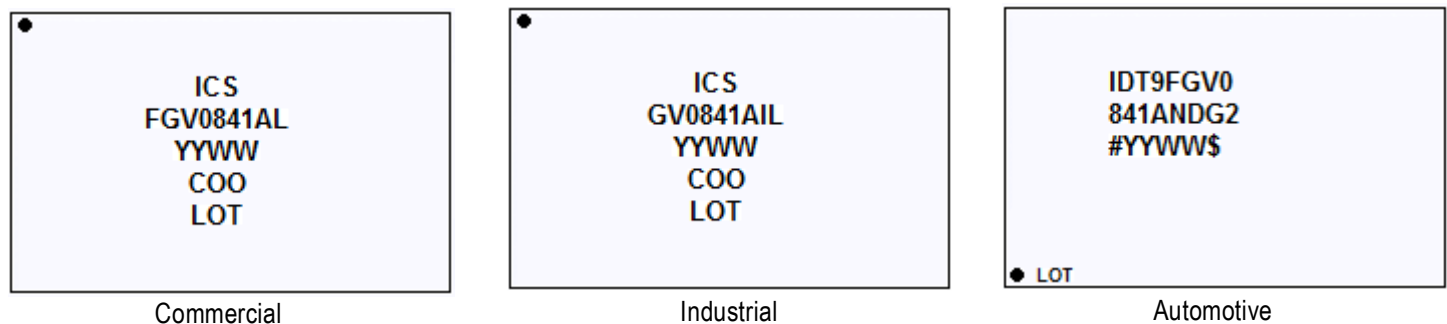 ICS
FGV0841AL
YYWW
COO
LOT
Commercial
ICS
GV0841AIL
YYWW
COO
LOT
Industrial
IDT9FGV0
841ANDG2
#YYWW$
LOT
Automotive